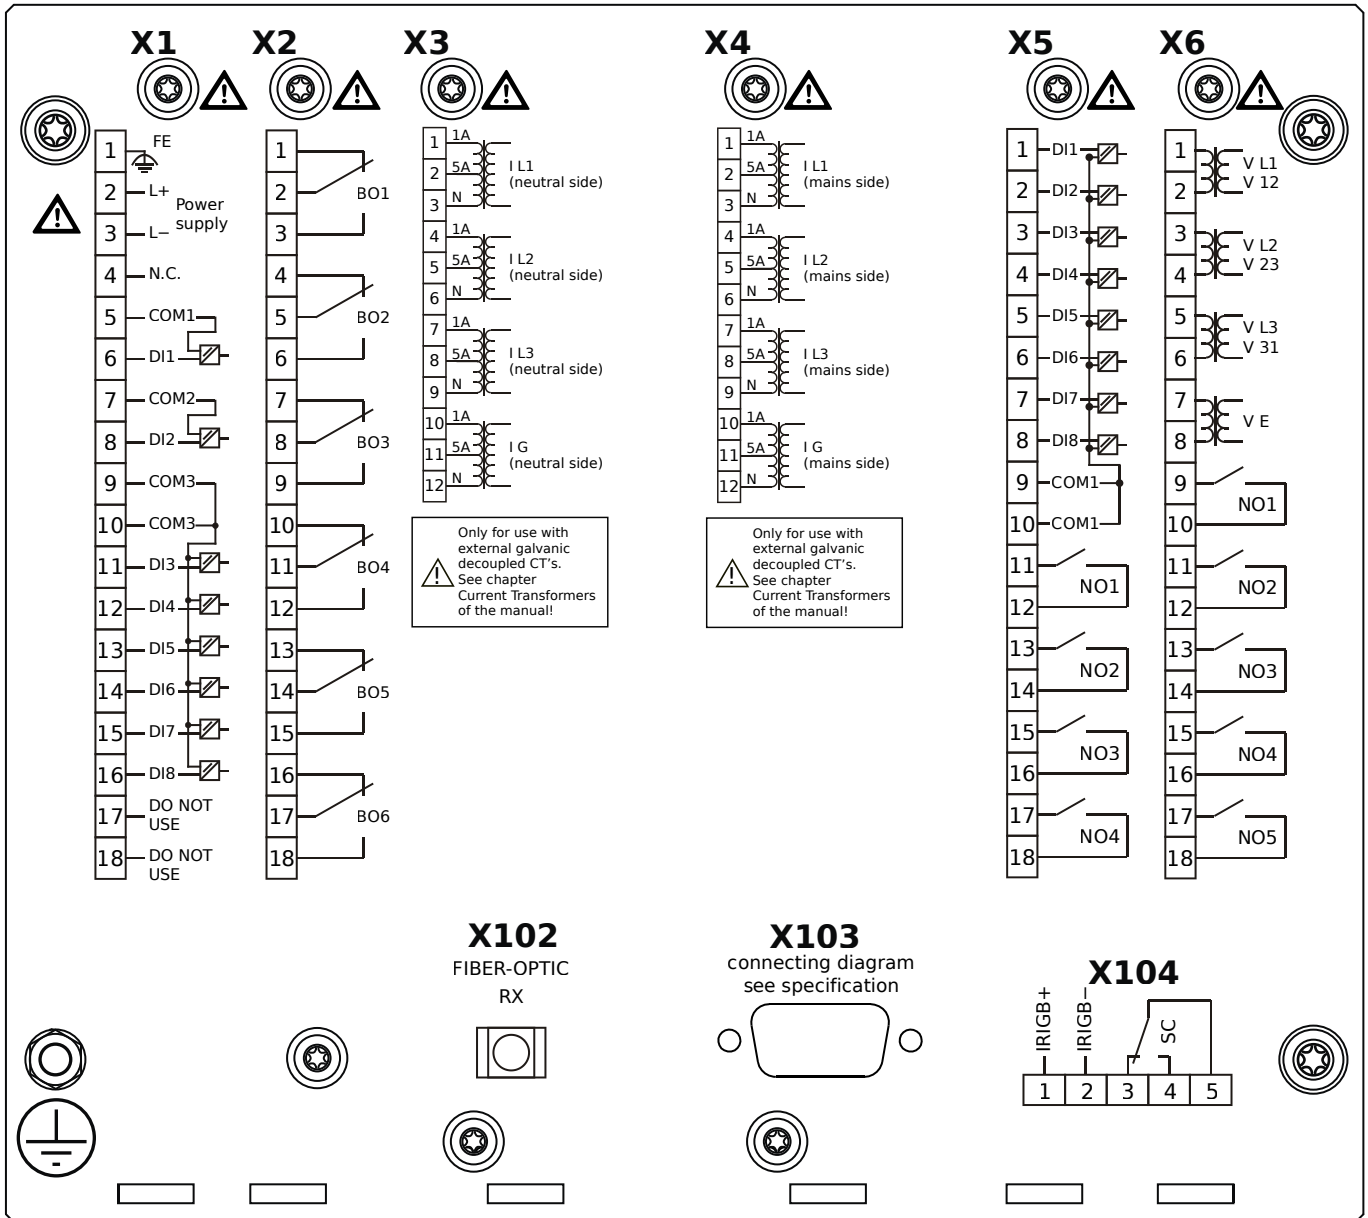 X1
X2
X3
X4
X5
X6
1
FE
2
L+
Power
supply
3
L−
4
N.C.
5
COM1
6
DI1
7
COM2
8
DI2
9
COM3
10
COM3
11
DI3
12
DI4
13
DI5
14
DI6
15
DI7
16
DI8
17
DO NOT
USE
18
DO NOT
USE
1
2
BO1
3
4
5
BO2
6
7
8
BO3
9
10
11
BO4
12
13
14
BO5
15
16
17
BO6
18
1
1A
2
5A
3
N
I L1
(neutral side)
4
1A
5
5A
6
N
I L2
(neutral side)
7
1A
8
5A
9
N
I L3
(neutral side)
10
1A
11
5A
12
N
I G
(neutral side)
Only for use with
external galvanic
decoupled CT’s.
See chapter
Current Transformers
of the manual!
1
1A
2
5A
3
N
I L1
(mains side)
4
1A
5
5A
6
N
I L2
(mains side)
7
1A
8
5A
9
N
I L3
(mains side)
10
1A
11
5A
12
N
I G
(mains side)
Only for use with
external galvanic
decoupled CT’s.
See chapter
Current Transformers
of the manual!
1
DI1
2
DI2
3
DI3
4
DI4
5
DI5
6
DI6
7
DI7
8
DI8
9
COM1
10
COM1
11
NO1
12
13
NO2
14
15
NO3
16
17
NO4
18
1
V L1
V 12
2
3
V L2
V 23
4
5
V L3
V 31
6
7
V E
8
9
NO1
10
11
NO2
12
13
NO3
14
15
NO4
16
17
NO5
18
X102
FIBER-OPTIC
RX
X103
connecting diagram
see specification
X104
IRIGB+
IRIGB−
SC
1 2 3 4 5